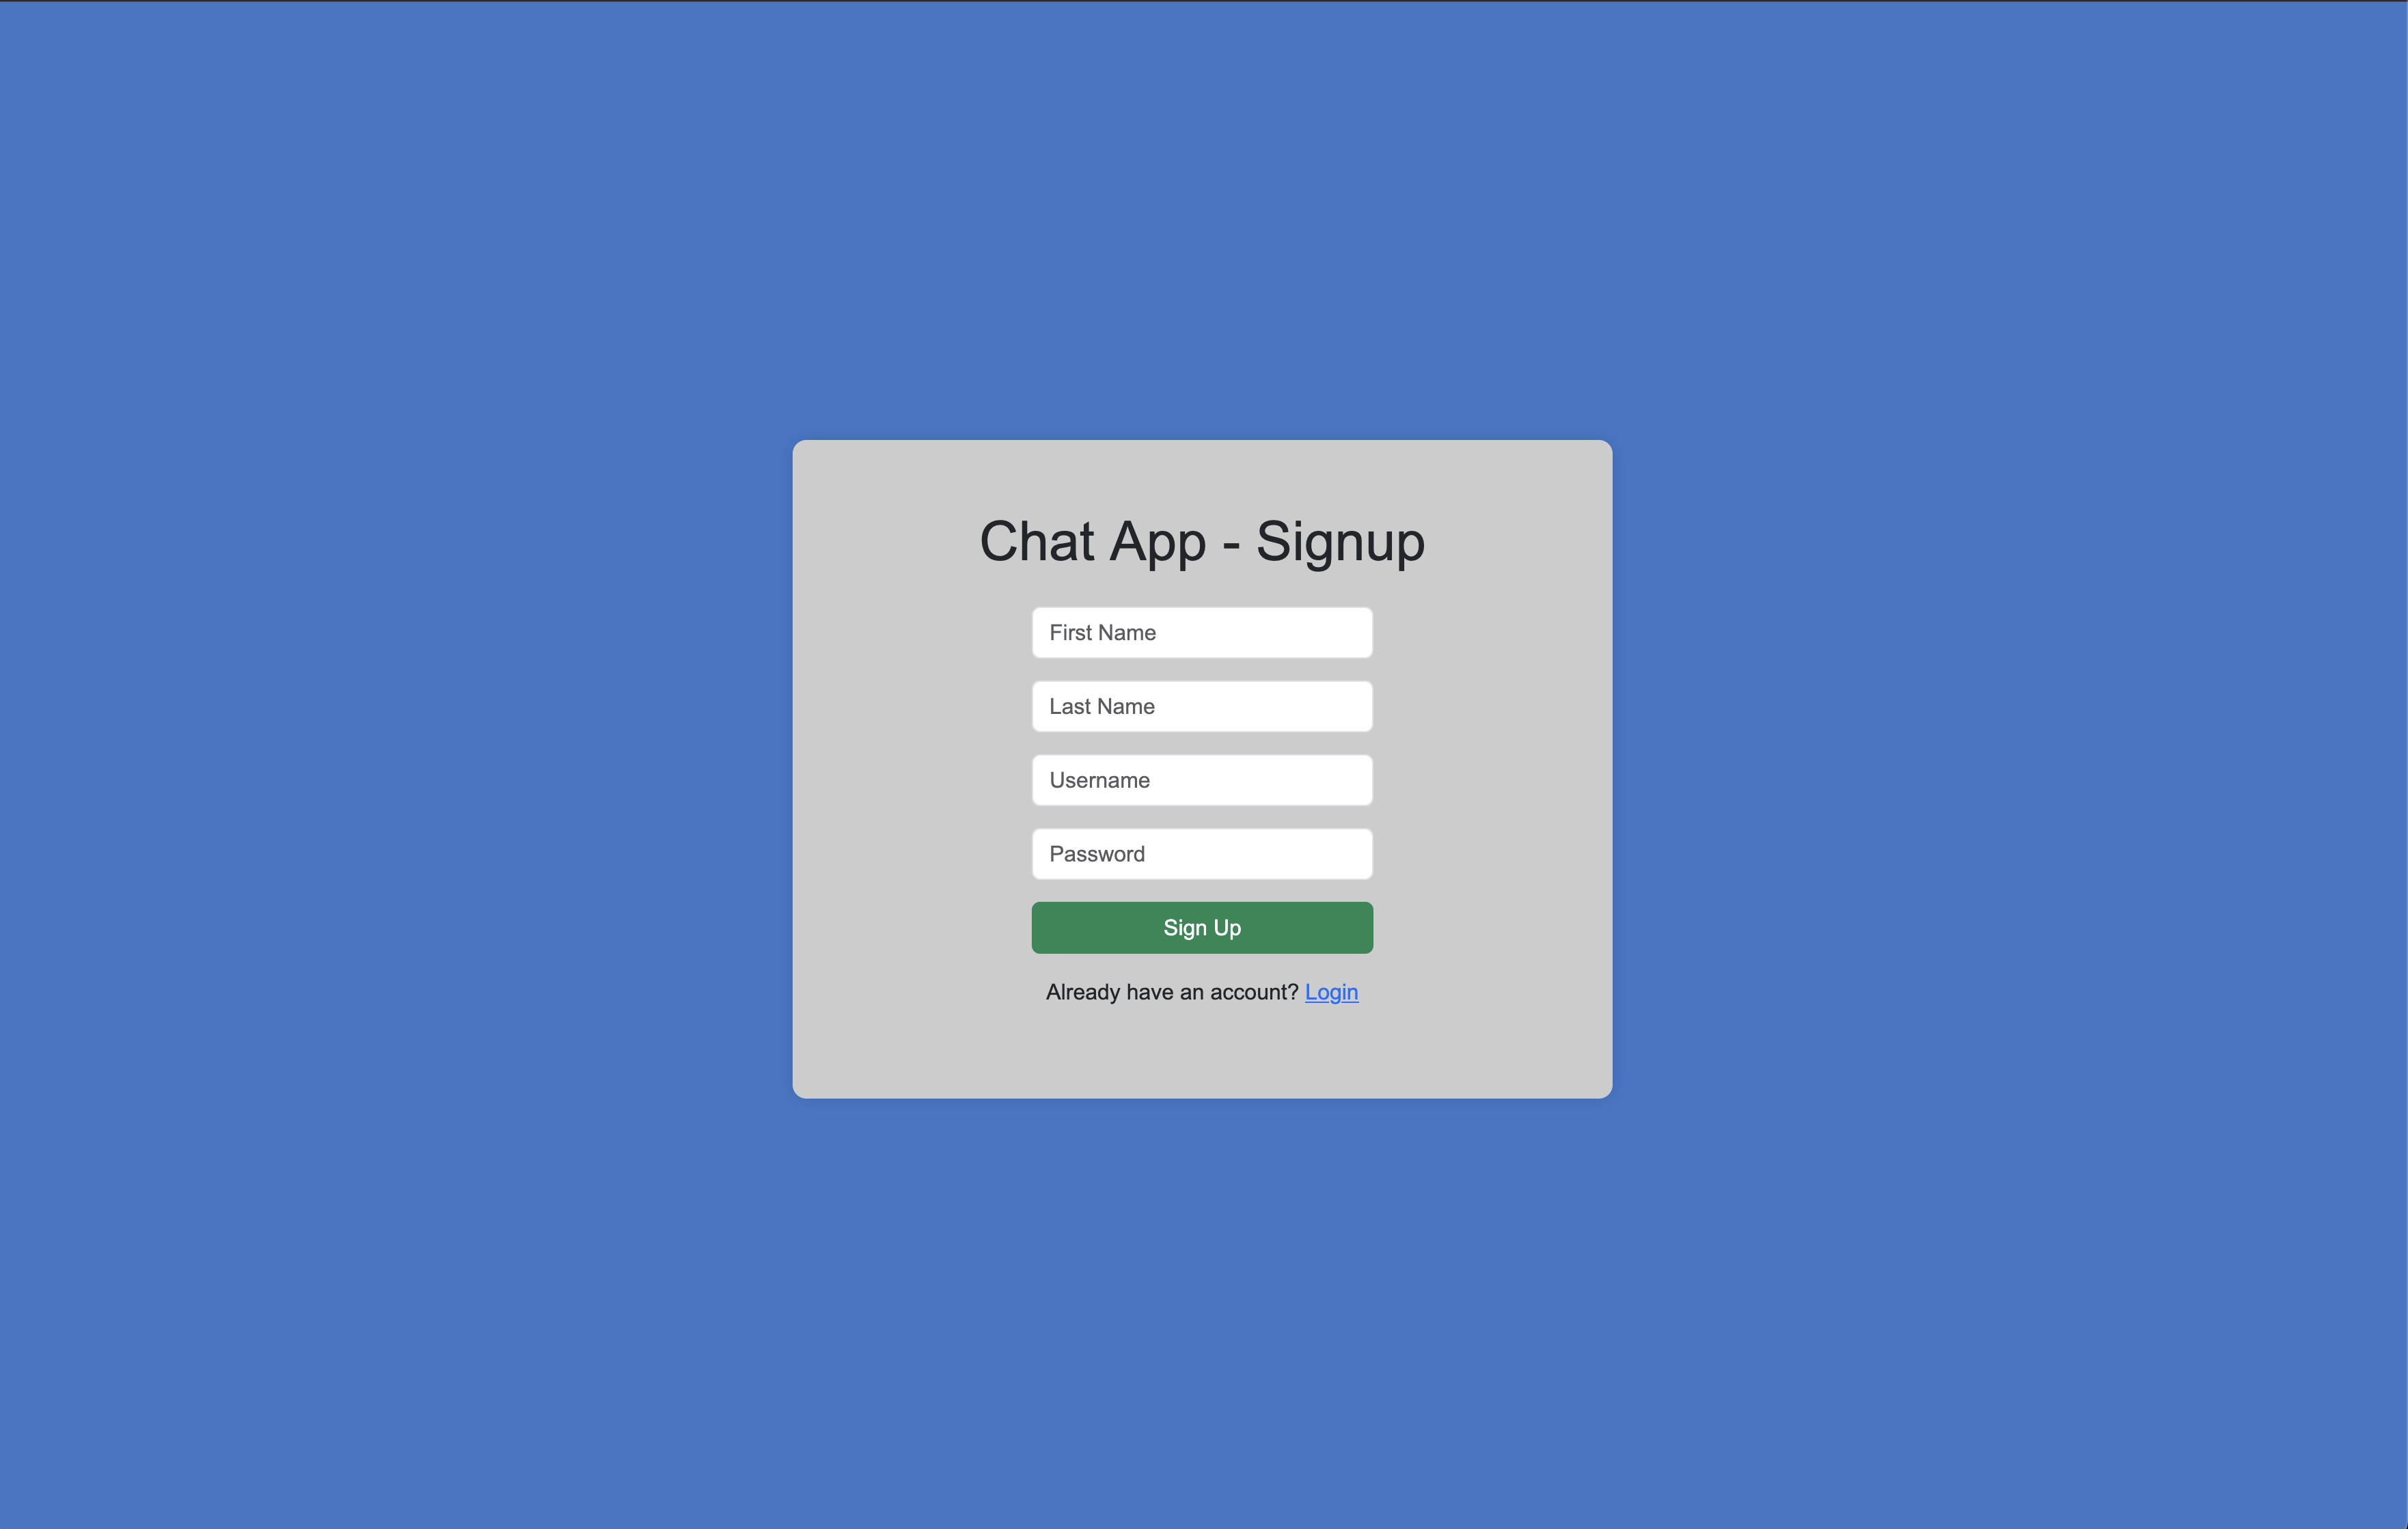 Chat App - Signup
First Name
Last Name
Username
Password
Sign Up
Already have an account? Login